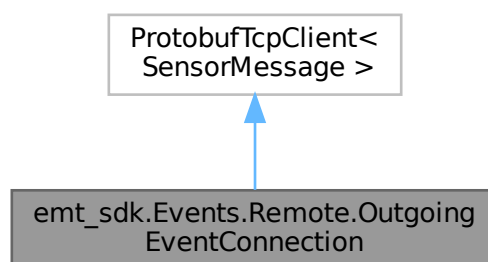 ProtobufTcpClient<
SensorMessage >
emt_sdk.Events.Remote.Outgoing
EventConnection